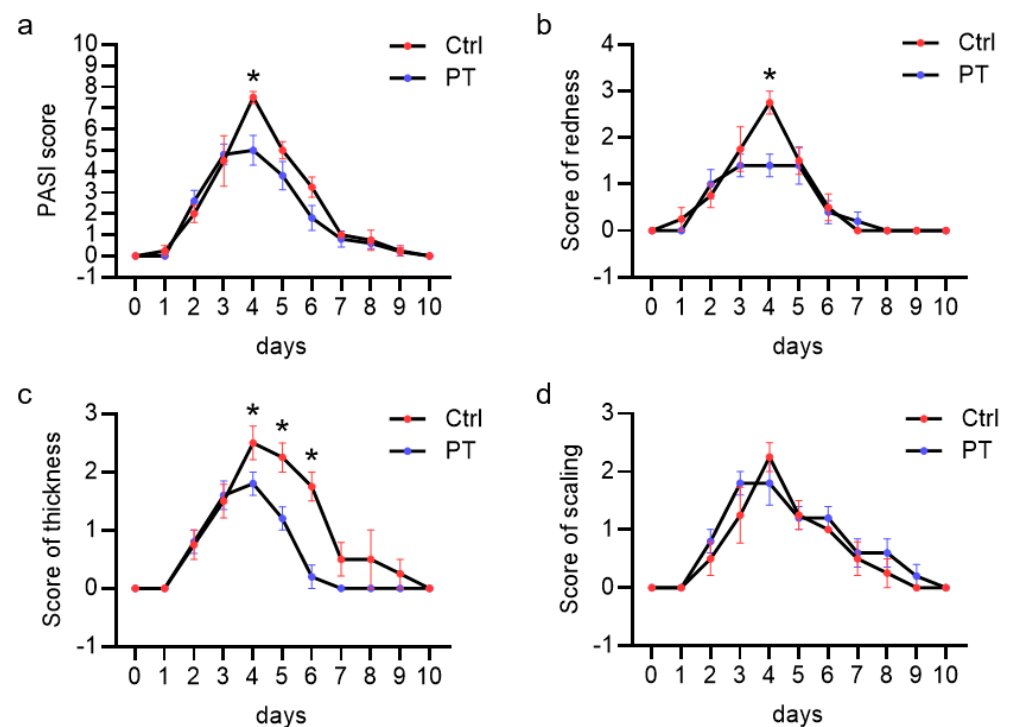 a
10
9
8
7
6
5
4
3
2
1
0
-1
PASI score
*
Ctrl
PT
0 1 2 3 4 5 6 7 8 9 10
days
b
4
3
2
1
0
-1
Score of redness
*
Ctrl
PT
0 1 2 3 4 5 6 7 8 9 10
days
c
3
2
1
0
-1
Score of thickness
* * *
Ctrl
PT
0 1 2 3 4 5 6 7 8 9 10
days
d
3
2
1
0
-1
Score of scaling
Ctrl
PT
0 1 2 3 4 5 6 7 8 9 10
days